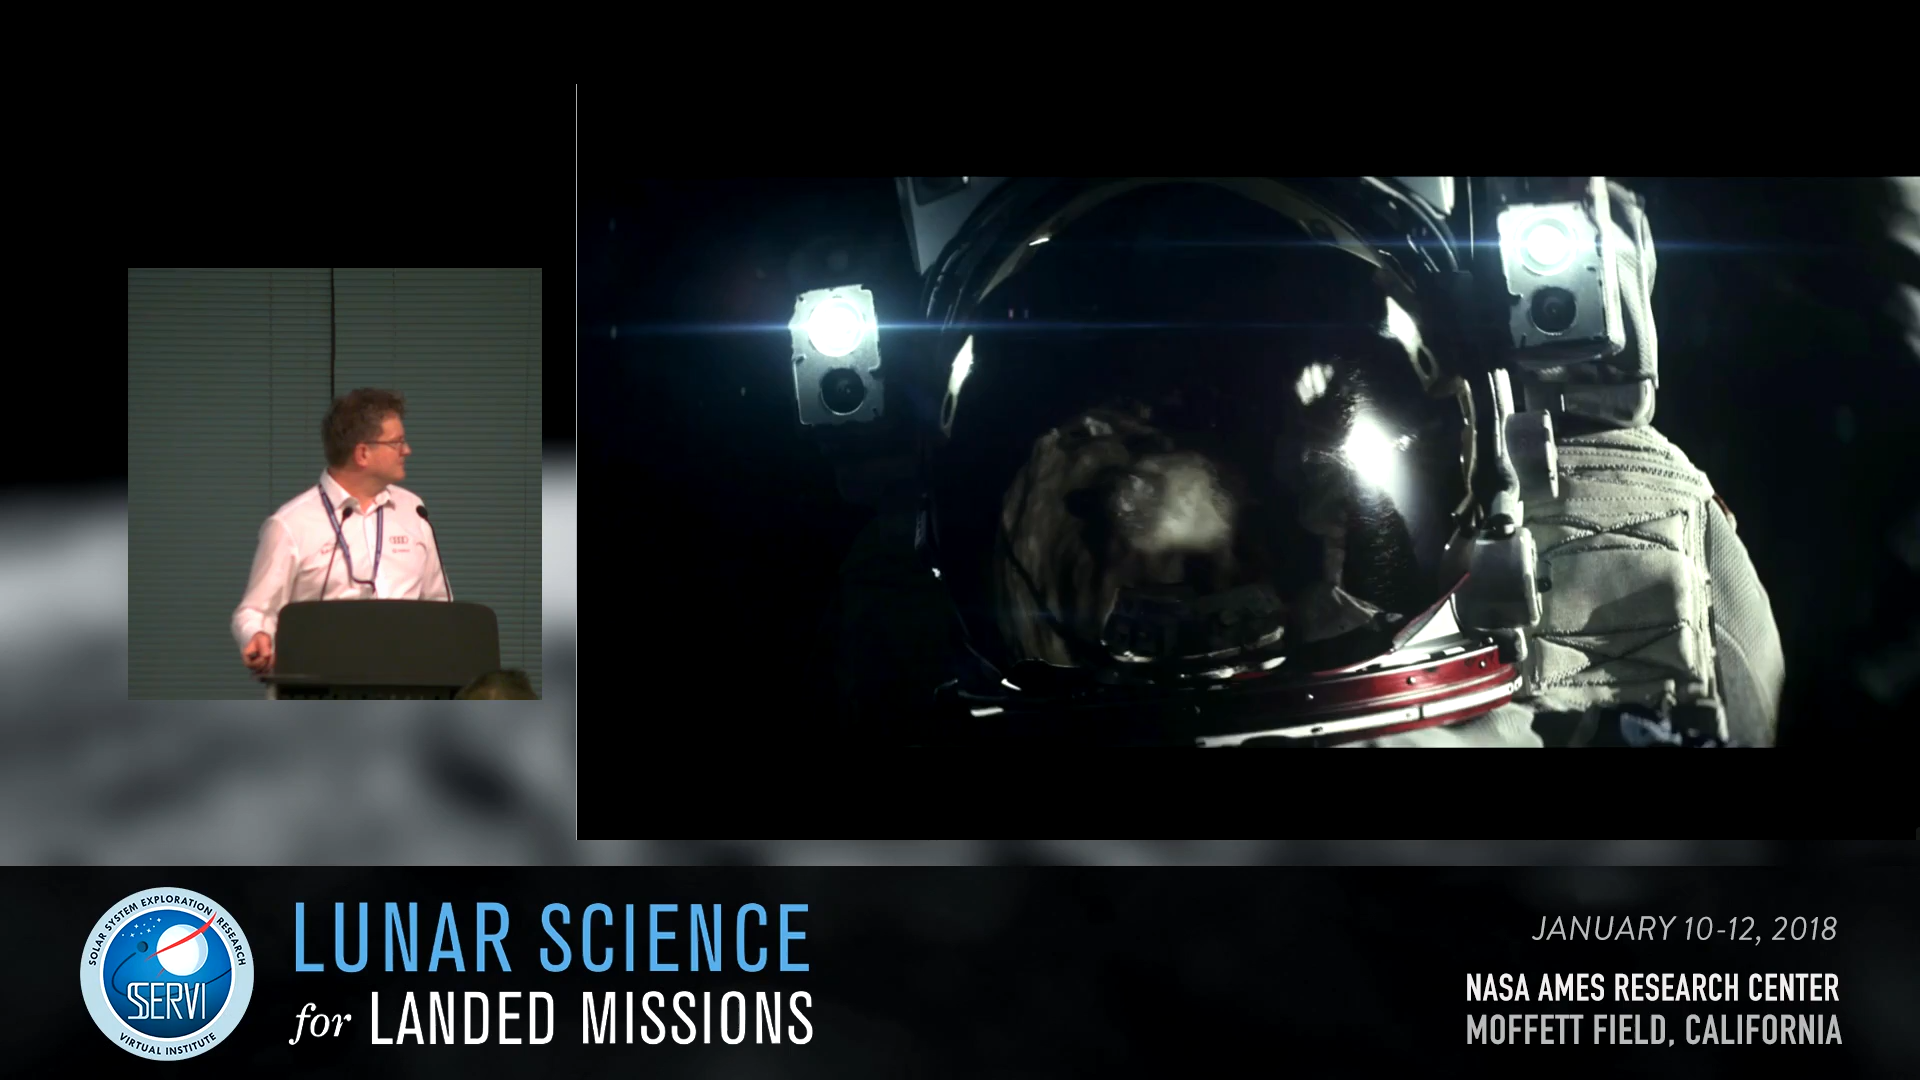 LUNAR SCIENCE
for LANDED MISSIONS
JANUARY 10-12, 2018
NASA AMES RESEARCH CENTER
MOFFETT FIELD, CALIFORNIA
SOLAR SYSTEM EXPLORATION RESEARCH
SSERVI
VIRTUAL INSTITUTE